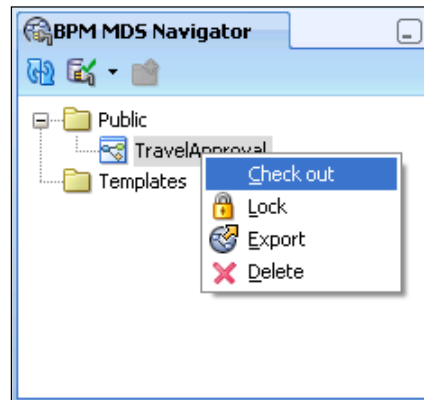 BPM MDS Navigator
Public
TravelApproval
Templates
Check out
Lock
Export
Delete